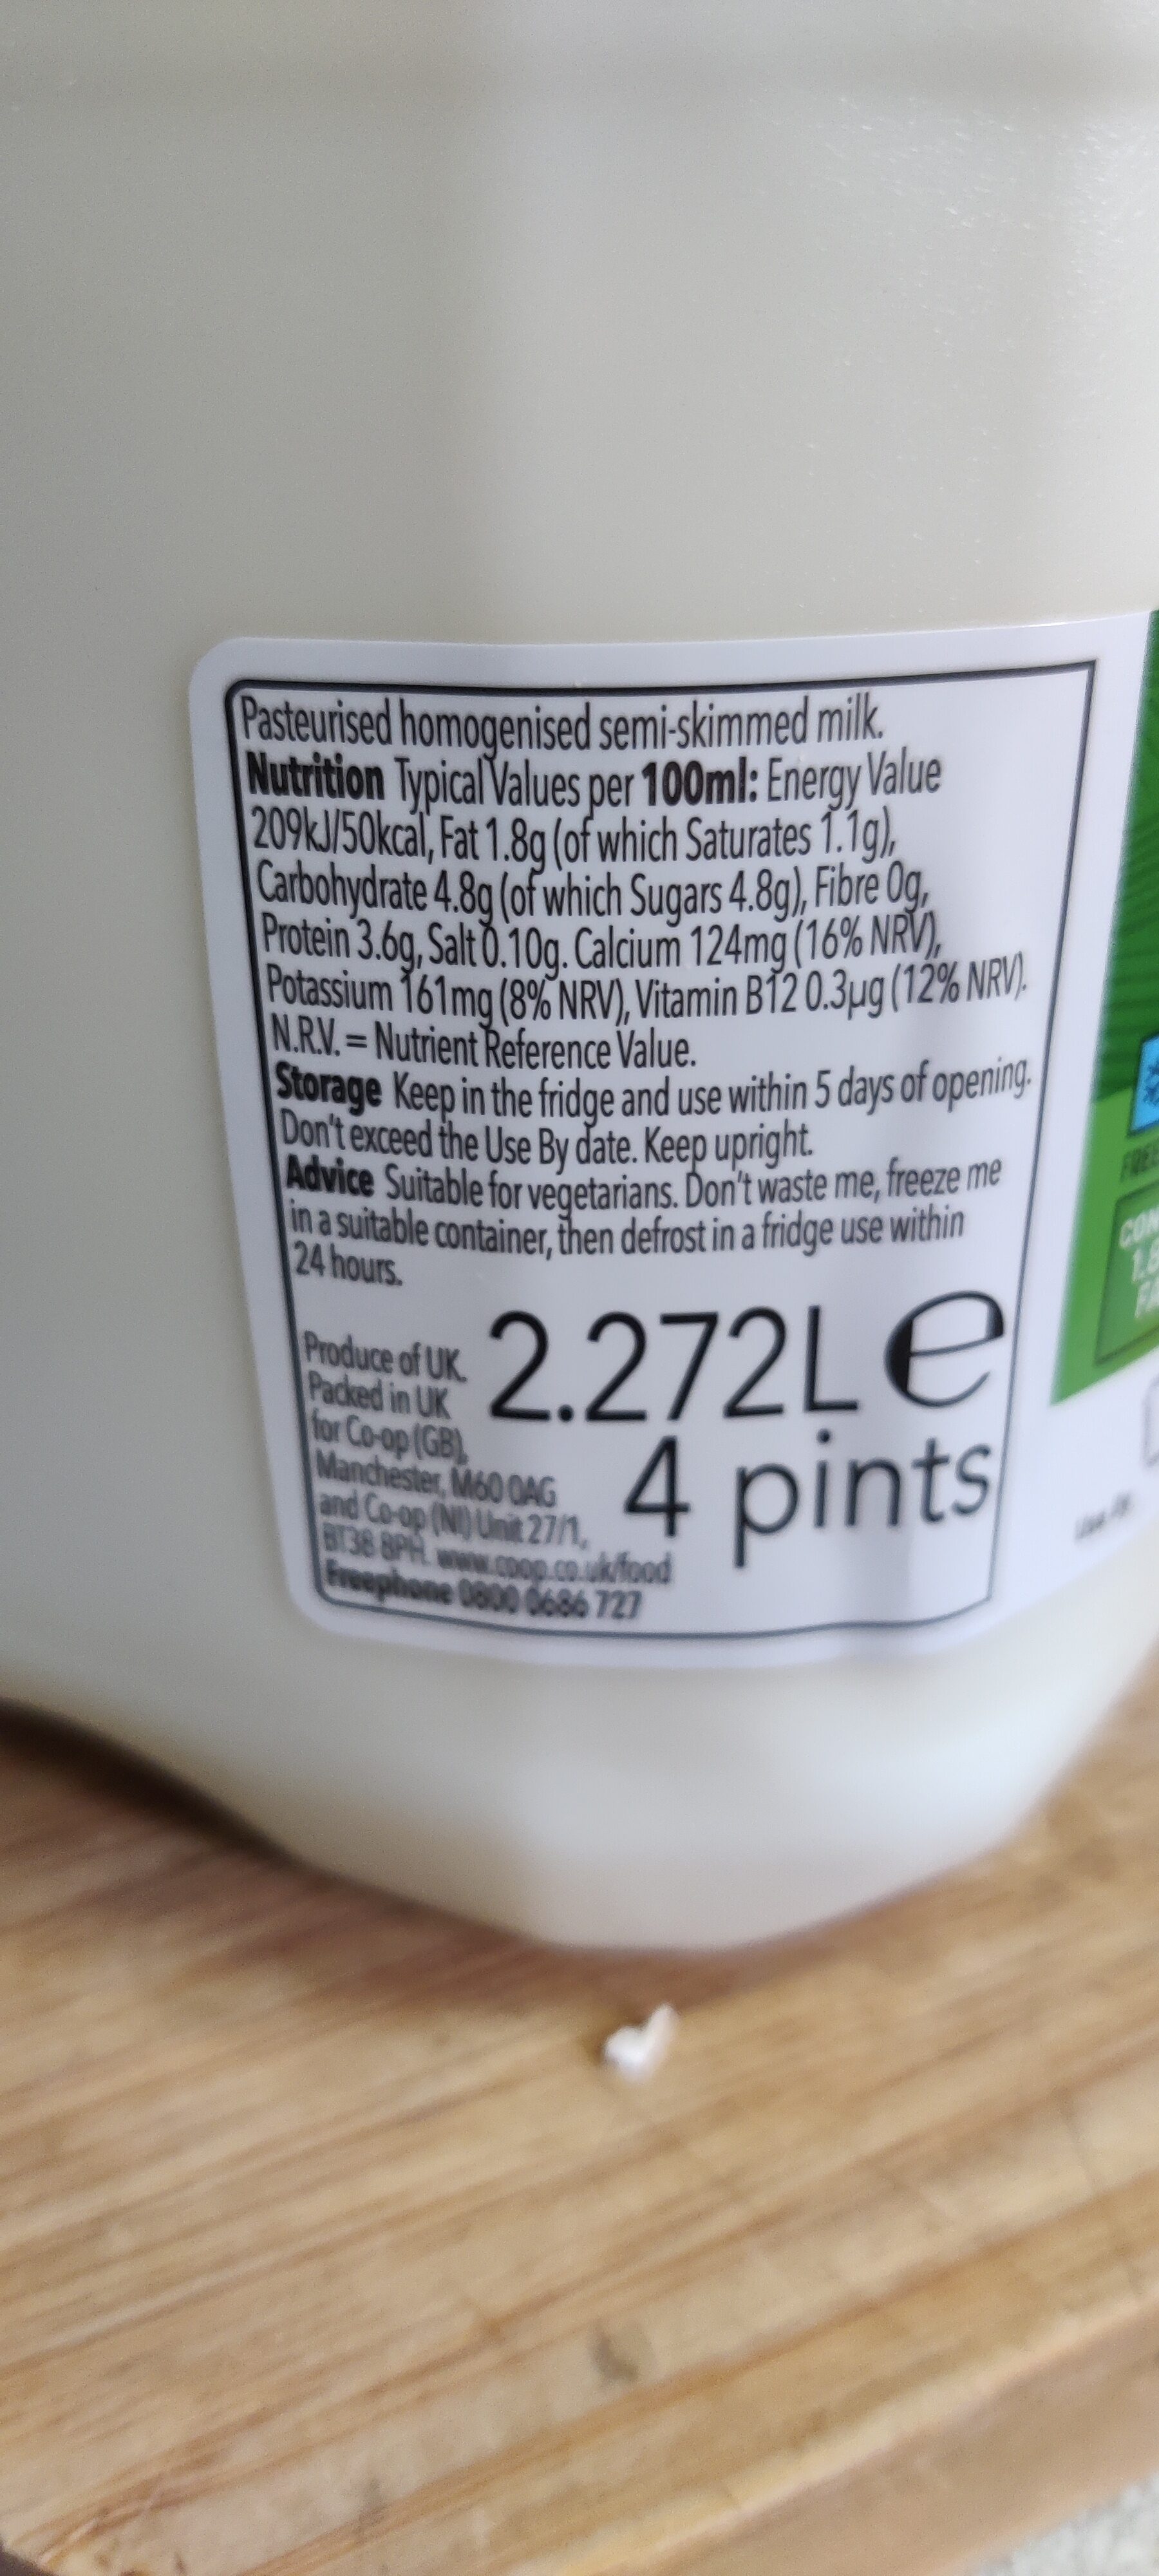 Pasteurised homogenised semi-skimmed milk.
Nutrition Typical Values per 100ml: Energy Value
209kJ/50kcal, Fat 1.8g (of which Saturates 1.1g),
Carbohydrate 4.8g (of which Sugars 4.8g), Fibre 0g,
Protein 3.6g, Salt 0.10g. Calcium 124mg (16% NRV),
Potassium 161mg (8% NRV), Vitamin B12 0.3µg (12% NRV).
N.R.V. = Nutrient Reference Value.
Storage Keep in the fridge and use within 5 days of opening.
Don't exceed the Use By date. Keep upright.
Advice Suitable for vegetarians. Don't waste me, freeze me
in a suitable container, then defrost in a fridge use within
24 hours.
Produce of UK.
Packed in UK
for Co-op (GB),
Manchester, M60 0AG
and Co-op (NI) Unit 27/1,
BT38 8PH. www.coop.co.uk/food
Freephone 0800 0686 727
2.272L e
4 pints